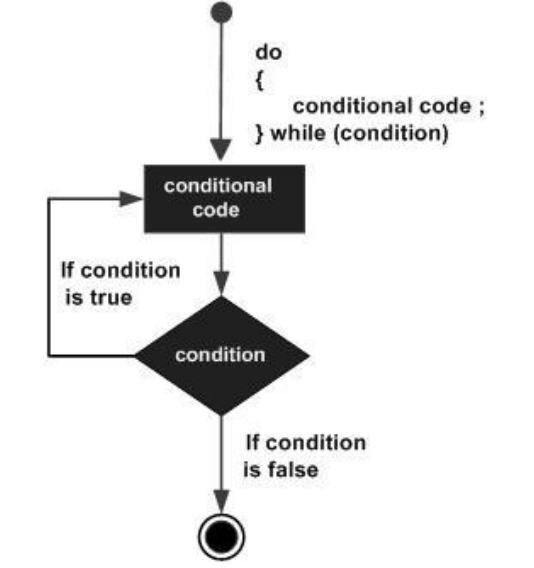 do
{
conditional code ;
} while (condition)
conditional
code
If condition
is true
condition
If condition
is false